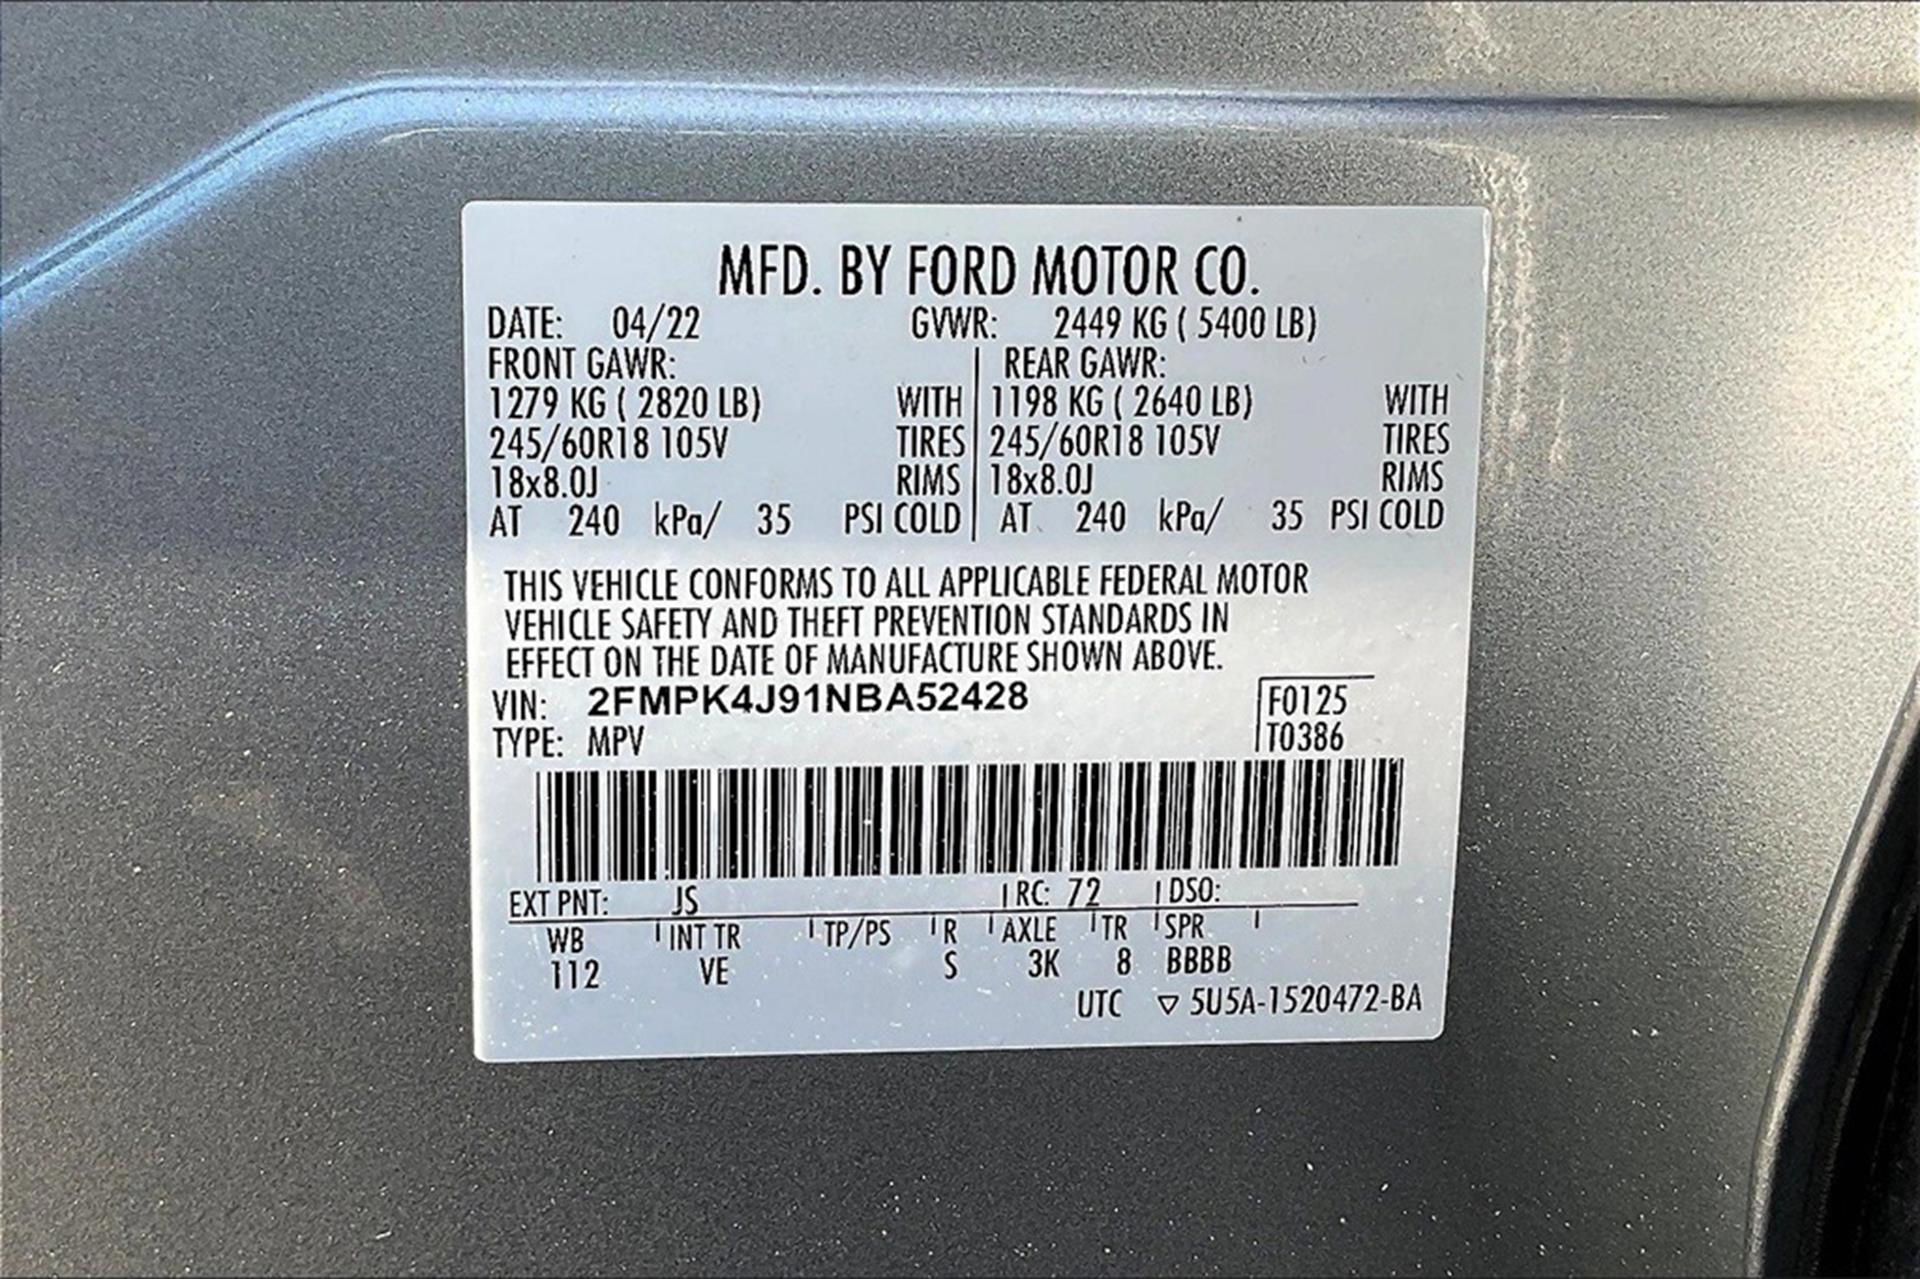 MFD. BY FORD MOTOR CO.
DATE: 04/22 GVWR: 2449 KG ( 5400 LB)
FRONT GAWR: REAR GAWR:
1279 KG ( 2820 LB) WITH 1198 KG ( 2640 LB) WITH
245/60R18 105V TIRES 245/60R18 105V TIRES
18x8.0J RIMS 18x8.0J RIMS
AT 240 kPa/ 35 PSI COLD AT 240 kPa/ 35 PSI COLD
THIS VEHICLE CONFORMS TO ALL APPLICABLE FEDERAL MOTOR
VEHICLE SAFETY AND THEFT PREVENTION STANDARDS IN
EFFECT ON THE DATE OF MANUFACTURE SHOWN ABOVE.
VIN: 2FMPK4J91NBA52428 F0125
TYPE: MPV T0386
EXT PNT: JS RC: 72 DSO:
WB INT TR TP/PS R AXLE TR SPR
112 VE S 3K 8 BBBB
UTC ▽ 5U5A-1520472-BA